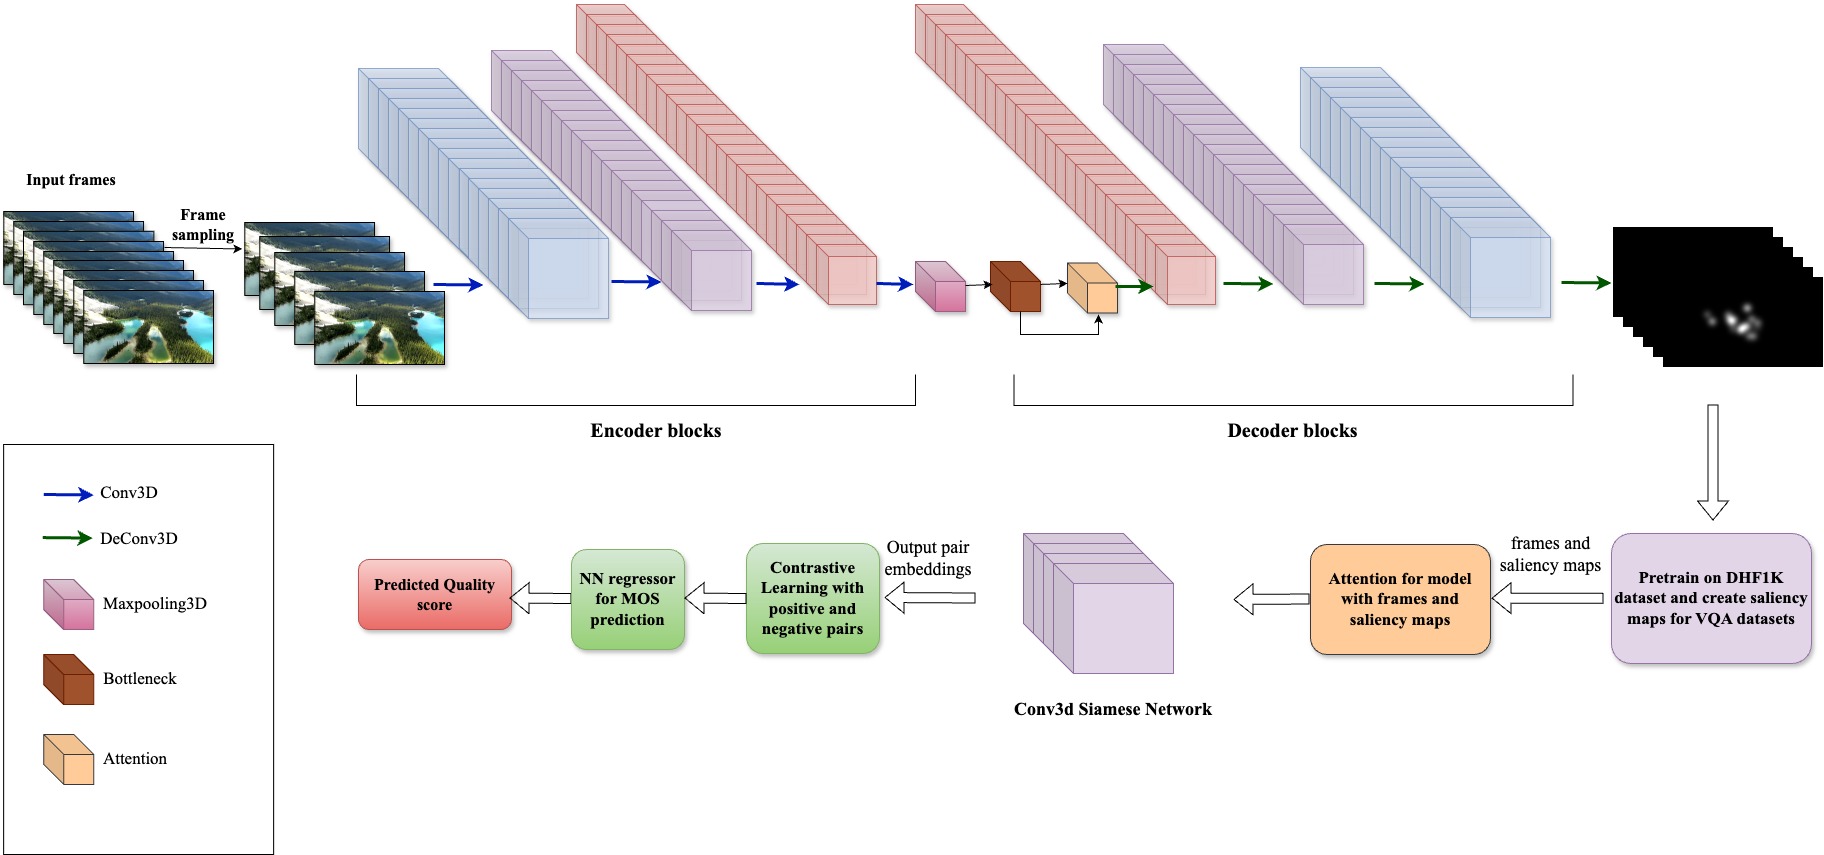 Input frames
Frame
sampling
Encoder blocks
Decoder blocks
Conv3D
DeConv3D
Maxpooling3D
Bottleneck
Attention
Predicted Quality
score
NN regressor
for MOS
prediction
Contrastive
Learning with
positive and
negative pairs
Output pair
embeddings
Conv3d Siamese Network
Attention for model
with frames and
saliency maps
frames and
saliency maps
Pretrain on DHF1K
dataset and create saliency
maps for VQA datasets